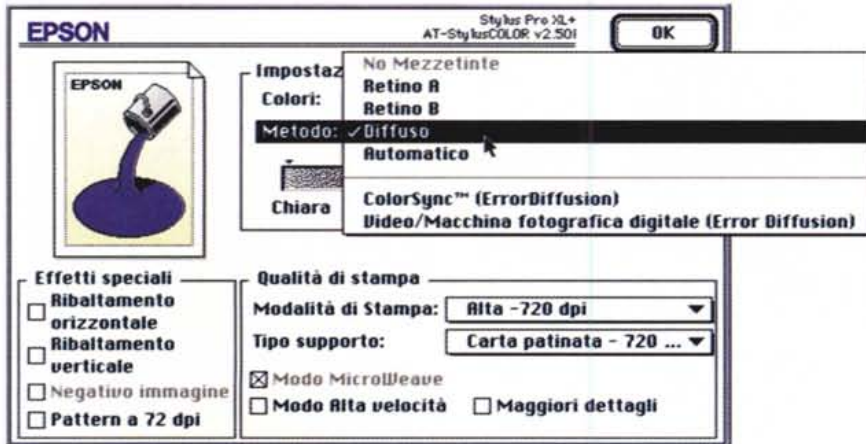 EPSON
Stylus Pro XL+
AT-StylusCOLOR v2.50I
OK
EPSON
Impostaz
Colori:
Metodo:
No Mezzetinte
Retino A
Retino B
✓Diffuso
Automatico
ColorSync™ (ErrorDiffusion)
Video/Macchina fotografica digitale (Error Diffusion)
Chiara
Effetti speciali
Ribaltamento
orizzontale
Ribaltamento
verticale
Negativo immagine
Pattern a 72 dpi
Qualità di stampa
Modalità di Stampa: Alta -720 dpi
Tipo supporto: Carta patinata - 720 ...
Modo MicroWeave
Modo Alta velocità Maggiori dettagli